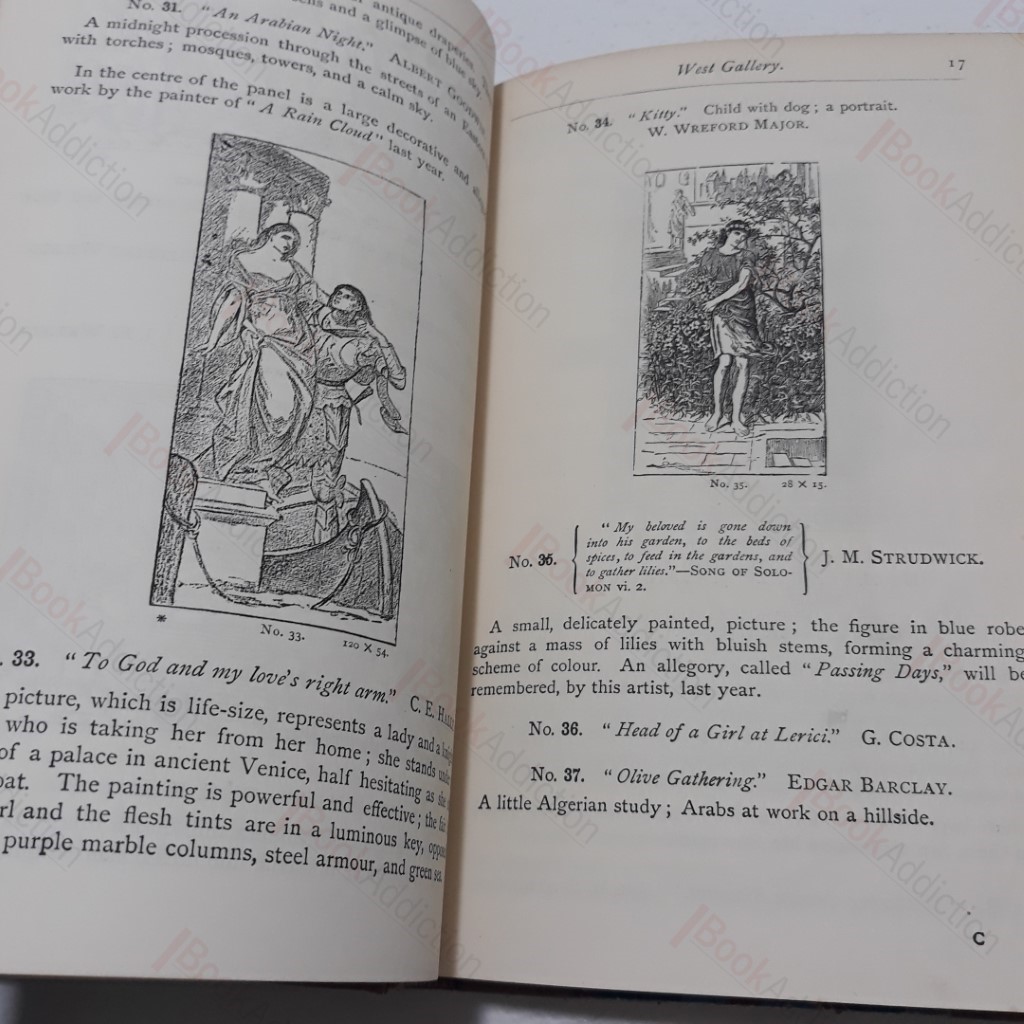 antique draperies
and a glimpse of blue sky
No. 31. "An Arabian Night." ALBERT
A midnight procession through the streets of an
with torches; mosques, towers, and a calm sky.
In the centre of the panel is a large decorative and
work by the painter of "A Rain Cloud" last year.
No. 33.
120 × 54.
33. "To God and my love's right arm." C. E.
picture, which is life-size, represents a lady and a
who is taking her from her home; she stands
of a palace in ancient Venice, half hesitating as
The painting is powerful and effective; the
and the flesh tints are in a luminous key,
purple marble columns, steel armour, and green sea.
West Gallery. 17
No. 34. "Kitty." Child with dog; a portrait.
W. WREFORD MAJOR.
No. 35. 28 × 15.
"My beloved is gone down
into his garden, to the beds of
No. 35. spices, to feed in the gardens, and J. M. STRUDWICK.
to gather lilies."—SONG OF SOLO-
MON vi. 2.
A small, delicately painted, picture; the figure in blue robe
against a mass of lilies with bluish stems, forming a charming
scheme of colour. An allegory, called "Passing Days," will be
remembered, by this artist, last year.
No. 36. "Head of a Girl at Lerici." G. COSTA.
No. 37. "Olive Gathering." EDGAR BARCLAY.
A little Algerian study; Arabs at work on a hillside.
C
BookAddiction